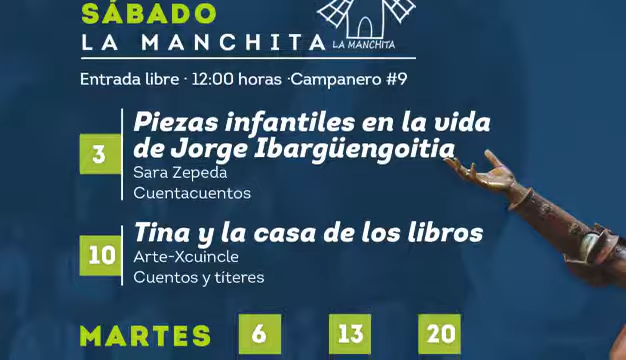 SÁBADO
LA MANCHITA
LA MANCHITA
Entrada libre · 12:00 horas ·Campanero #9
3
Piezas infantiles en la vida
de Jorge Ibargüengoitia
Sara Zepeda
Cuentacuentos
10
Tina y la casa de los libros
Arte-Xcuincle
Cuentos y títeres
MARTES 6 13 20